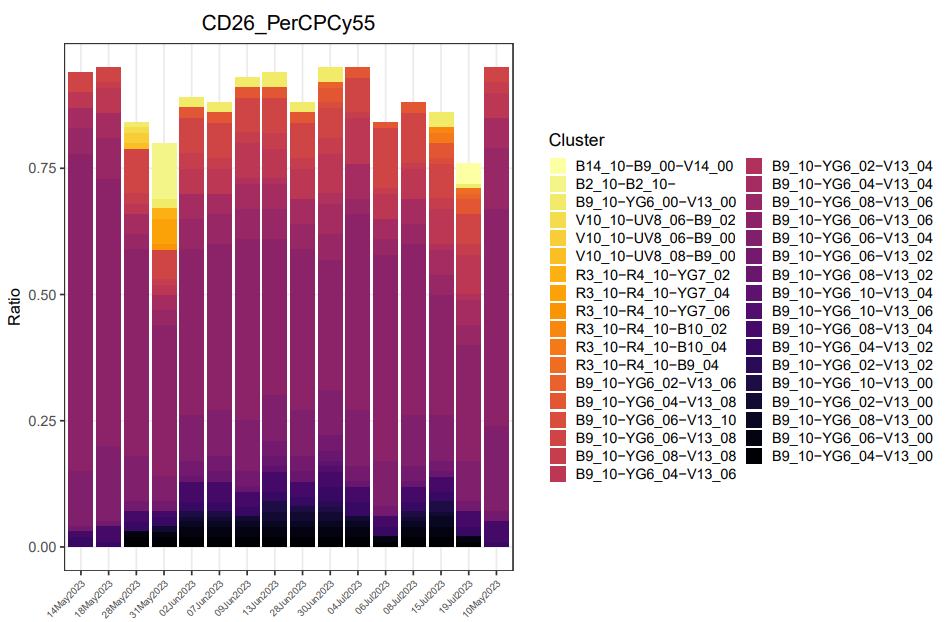 CD26_PerCPCy55
Ratio
0.75
0.50
0.25
0.00
14May2023
18May2023
28May2023
31May2023
02Jun2023
07Jun2023
09Jun2023
13Jun2023
28Jun2023
30Jun2023
04Jul2023
06Jul2023
08Jul2023
15Jul2023
19Jul2023
10May2023
Cluster
B14_10−B9_00−V14_00
B2_10−B2_10−
B9_10−YG6_00−V13_00
V10_10−UV8_06−B9_02
V10_10−UV8_06−B9_00
V10_10−UV8_08−B9_00
R3_10−R4_10−YG7_02
R3_10−R4_10−YG7_04
R3_10−R4_10−YG7_06
R3_10−R4_10−B10_02
R3_10−R4_10−B10_04
R3_10−R4_10−B9_04
B9_10−YG6_02−V13_06
B9_10−YG6_04−V13_08
B9_10−YG6_06−V13_10
B9_10−YG6_06−V13_08
B9_10−YG6_08−V13_08
B9_10−YG6_04−V13_06
B9_10−YG6_02−V13_04
B9_10−YG6_04−V13_04
B9_10−YG6_08−V13_06
B9_10−YG6_06−V13_06
B9_10−YG6_06−V13_04
B9_10−YG6_06−V13_02
B9_10−YG6_08−V13_02
B9_10−YG6_10−V13_04
B9_10−YG6_10−V13_06
B9_10−YG6_08−V13_04
B9_10−YG6_04−V13_02
B9_10−YG6_02−V13_02
B9_10−YG6_10−V13_00
B9_10−YG6_02−V13_00
B9_10−YG6_08−V13_00
B9_10−YG6_06−V13_00
B9_10−YG6_04−V13_00